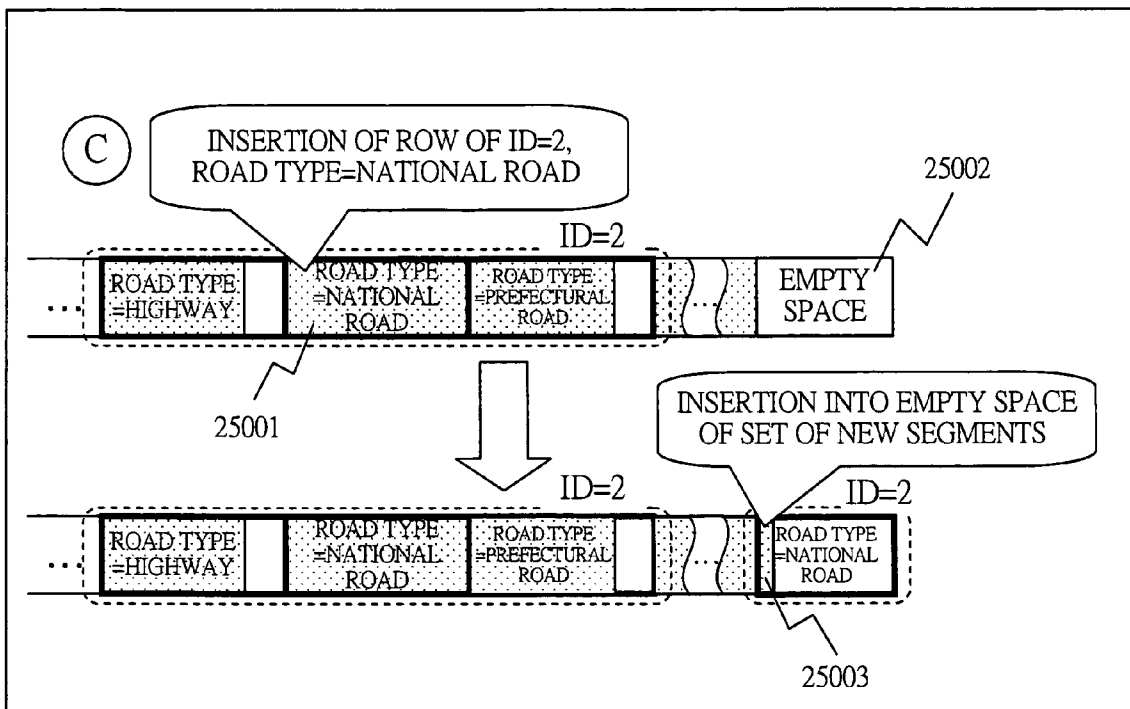 C
INSERTION OF ROW OF ID=2,
ROAD TYPE=NATIONAL ROAD
25002
ID=2
...
ROAD TYPE
=HIGHWAY
ROAD TYPE
=NATIONAL
ROAD
ROAD TYPE
=PREFECTURAL
ROAD
...
EMPTY
SPACE
25001
INSERTION INTO EMPTY SPACE
OF SET OF NEW SEGMENTS
ID=2
ID=2
...
ROAD TYPE
=HIGHWAY
ROAD TYPE
=NATIONAL
ROAD
ROAD TYPE
=PREFECTURAL
ROAD
...
ROAD TYPE
=NATIONAL
ROAD
25003